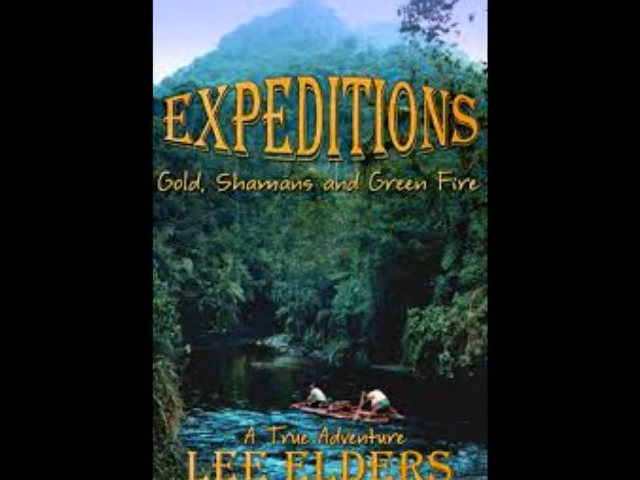 EXPEDITIONS
Gold, Shamans and Green Fire
A True Adventure
LEE ELDERS